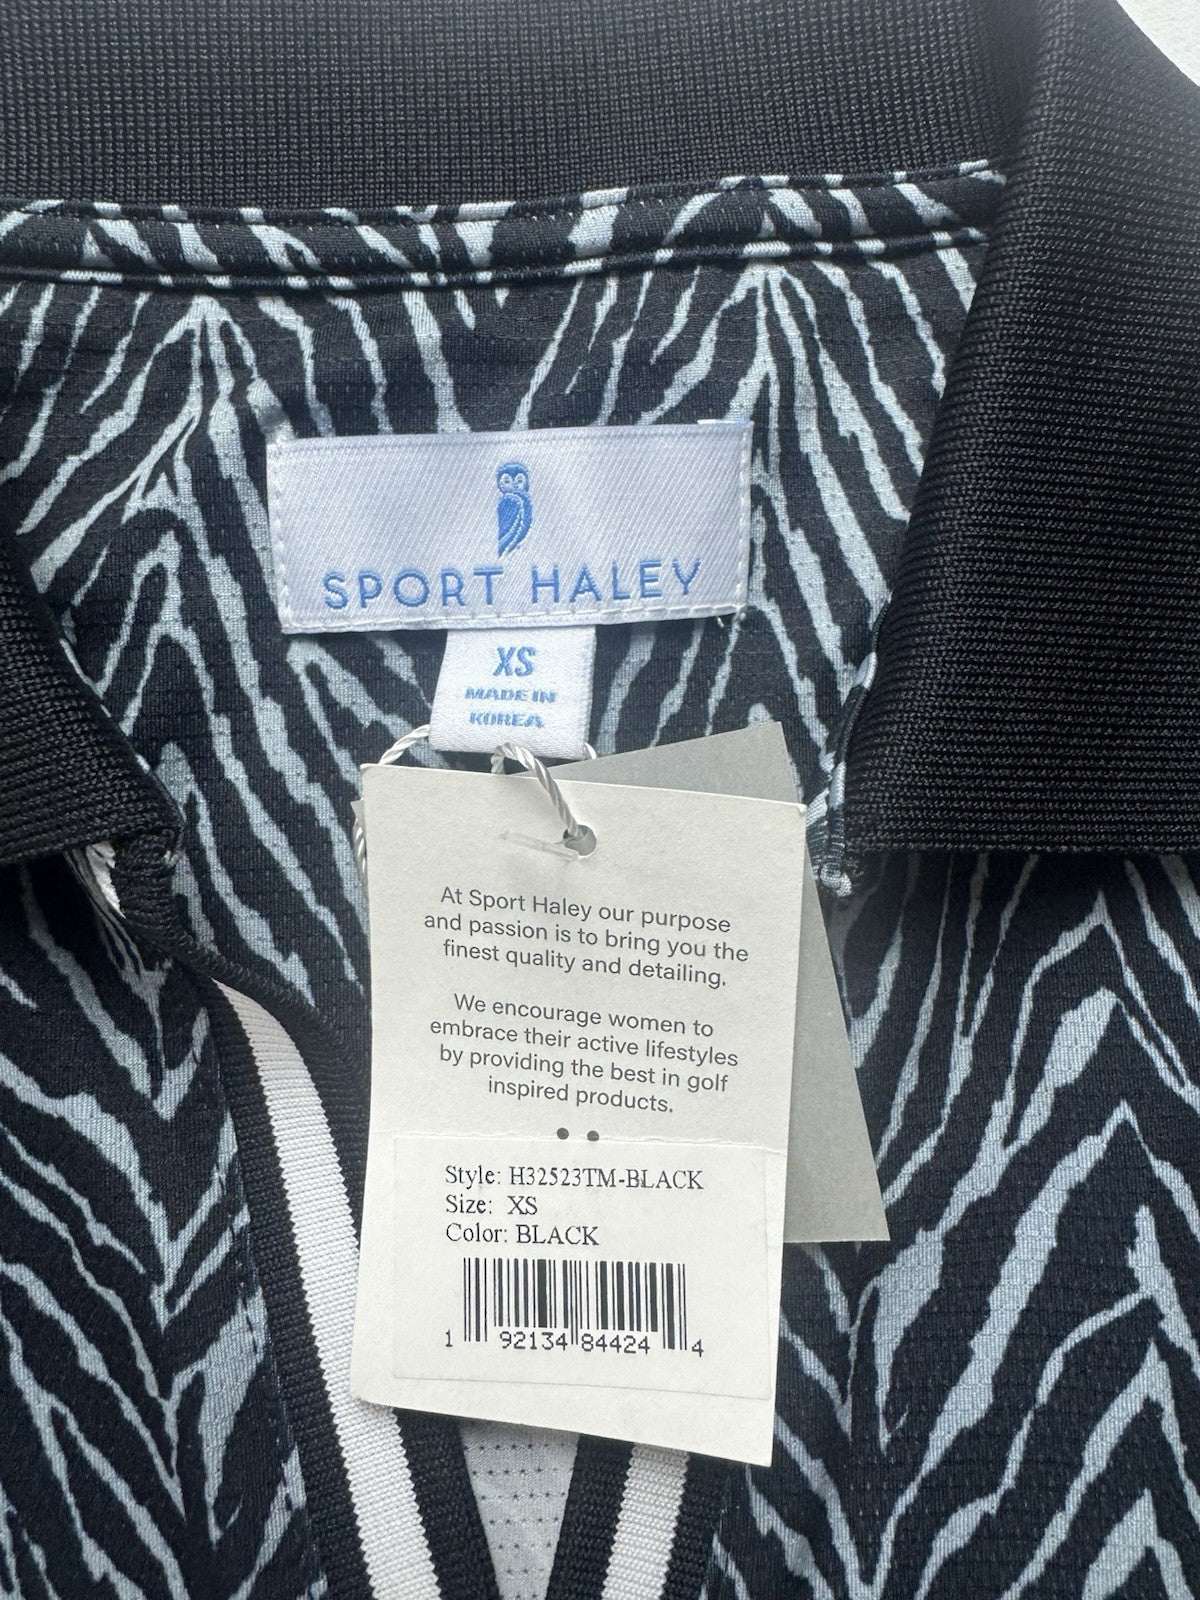 SPORT HALEY
XS
MADE IN
KOREA
At Sport Haley our purpose
and passion is to bring you the
finest quality and detailing.
We encourage women to
embrace their active lifestyles
by providing the best in golf
inspired products.
Style: H32523TM-BLACK
Size: XS
Color: BLACK
1 92134 84424 4